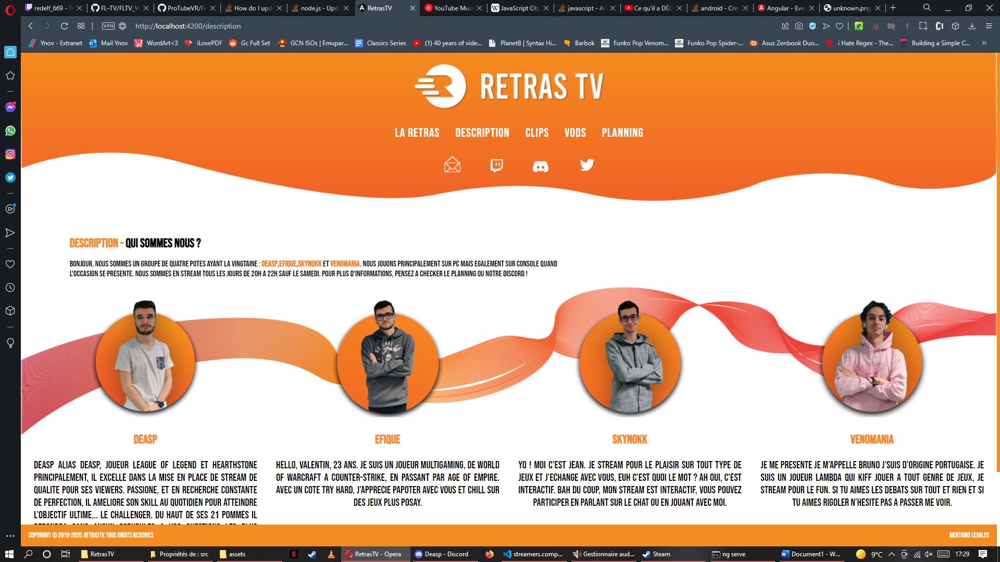 redelf_669 - T
FL-TV/FLTV_W
ProTubeVR/Fo
How do I upd
node.js - Upd
RetrasTV
YouTube Musi
JavaScript Obj
javascript - Ar
Ce qu'il a DÉC
android - Crea
Angular - Eve
unknown.png
VPN
http://localhost:4200/description
Ynov - Extranet
Mail Ynov
WordArt<3
iLovePDF
Gc Full Set
GCN ISOs | Emupar...
Classics Series
(1) 40 years of vide...
PlanetB | Syntax Hi...
Barbok
Funko Pop Venom...
Funko Pop Spider-...
Asus Zenbook Duo...
i Hate Regex - The...
Building a Simple C...
RETRAS TV
LA RETRAS
DESCRIPTION
CLIPS
VODS
PLANNING
DESCRIPTION - QUI SOMMES NOUS ?
BONJOUR, NOUS SOMMES UN GROUPE DE QUATRE POTES AYANT LA VINGTAINE : DEASP,EFIQUE,SKYNOKK ET VENOMANIA. NOUS JOUONS PRINCIPALEMENT SUR PC MAIS EGALEMENT SUR CONSOLE QUAND
L'OCCASION SE PRESENTE. NOUS SOMMES EN STREAM TOUS LES JOURS DE 20H A 22H SAUF LE SAMEDI. POUR PLUS D'INFORMATIONS, PENSEZ A CHECKER LE PLANNING OU NOTRE DISCORD !
DEASP
DEASP ALIAS DEASP, JOUEUR LEAGUE OF LEGEND ET HEARTHSTONE
PRINCIPALEMENT, IL EXCELLE DANS LA MISE EN PLACE DE STREAM DE
QUALITE POUR SES VIEWERS. PASSIONE, ET EN RECHERCHE CONSTANTE
DE PERFECTION, IL AMELIORE SON SKILL AU QUOTIDIEN POUR ATTEINDRE
L'OBJECTIF ULTIME... LE CHALLENGER. DU HAUT DE SES 21 POMMES IL
EFIQUE
HELLO, VALENTIN, 23 ANS. JE SUIS UN JOUEUR MULTIGAMING, DE WORLD
OF WARCRAFT A COUNTER-STRIKE, EN PASSANT PAR AGE OF EMPIRE.
AVEC UN COTE TRY HARD, J'APPRECIE PAPOTER AVEC VOUS ET CHILL SUR
DES JEUX PLUS POSAY.
SKYNOKK
YO ! MOI C'EST JEAN. JE STREAM POUR LE PLAISIR SUR TOUT TYPE DE
JEUX ET J'ECHANGE AVEC VOUS, EUH C'EST QUOI LE MOT ? AH OUI, C'EST
INTERACTIF. BAH DU COUP, MON STREAM EST INTERACTIF, VOUS POUVEZ
PARTICIPER EN PARLANT SUR LE CHAT OU EN JOUANT AVEC MOI.
VENOMANIA
JE ME PRESENTE JE M'APPELLE BRUNO J'SUIS D'ORIGINE PORTUGAISE. JE
SUIS UN JOUEUR LAMBDA QUI KIFF JOUER A TOUT GENRE DE JEUX, JE
STREAM POUR LE FUN. SI TU AIMES LES DEBATS SUR TOUT ET RIEN ET SI
TU AIMES RIGOLER N'HESITE PAS A PASSER ME VOIR.
COPYRIGHT © 2019-2020 RETRASTV, TOUS DROITS RESERVES
MENTIONS LEGALES
RetrasTV
Propriétés de : src
assets
RetrasTV - Opera
Deasp - Discord
streamers.comp...
Gestionnaire aud...
Steam
ng serve
Document1 - W...
9°C
17:29